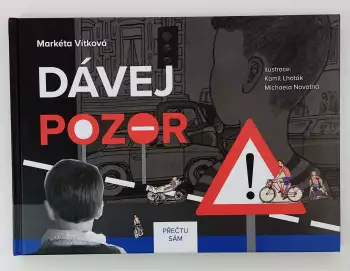 Markéta Vítková
DÁVEJ
POZOR
Ilustrace:
Kamil Lhoták
Michaela Novotná
!
PŘEČTU
SÁM